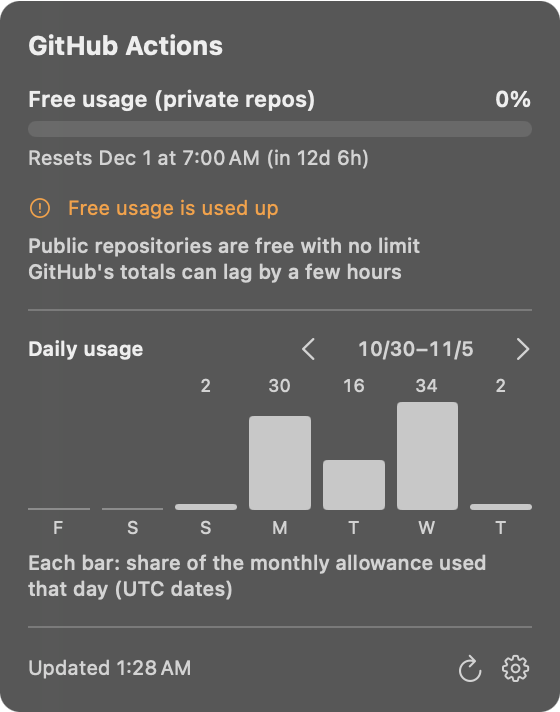 GitHub Actions
Free usage (private repos) 0%
Resets Dec 1 at 7:00 AM (in 12d 6h)
Free usage is used up
Public repositories are free with no limit
GitHub's totals can lag by a few hours
Daily usage 10/30–11/5
2 30 16 34 2
F S S M T W T
Each bar: share of the monthly allowance used
that day (UTC dates)
Updated 1:28 AM